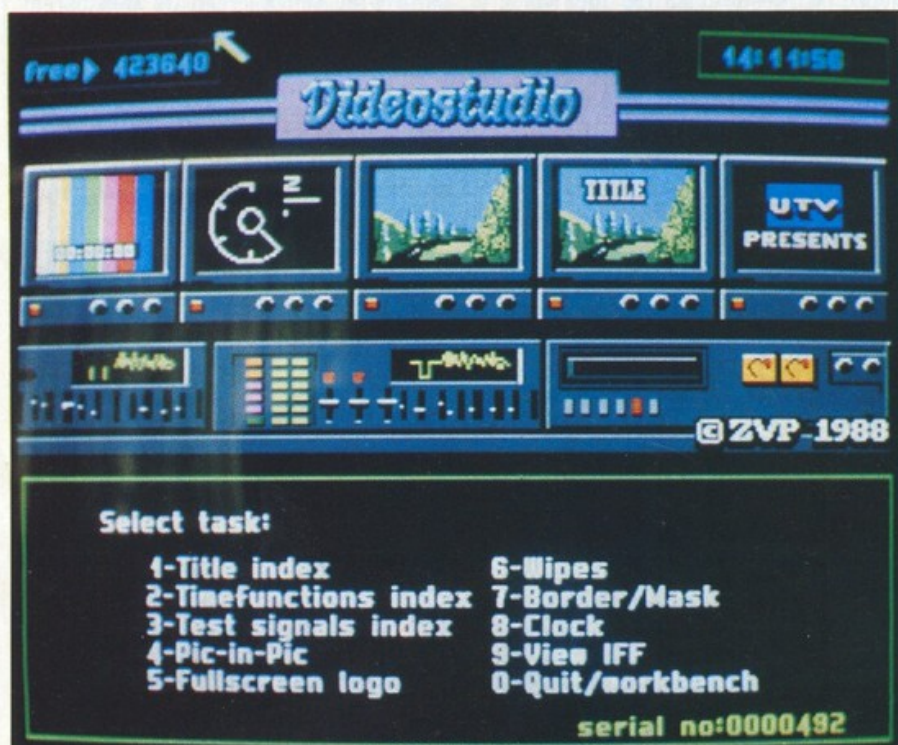 free▶ 423640
14:11:56
Videostudio
00:00:00
2
TITLE
UTV
PRESENTS
© ZVP 1988
Select task:
1-Title index
2-Timefunctions index
3-Test signals index
4-Pic-in-Pic
5-Fullscreen logo
6-Wipes
7-Border/Mask
8-Clock
9-View IFF
0-Quit/workbench
serial no:0000492